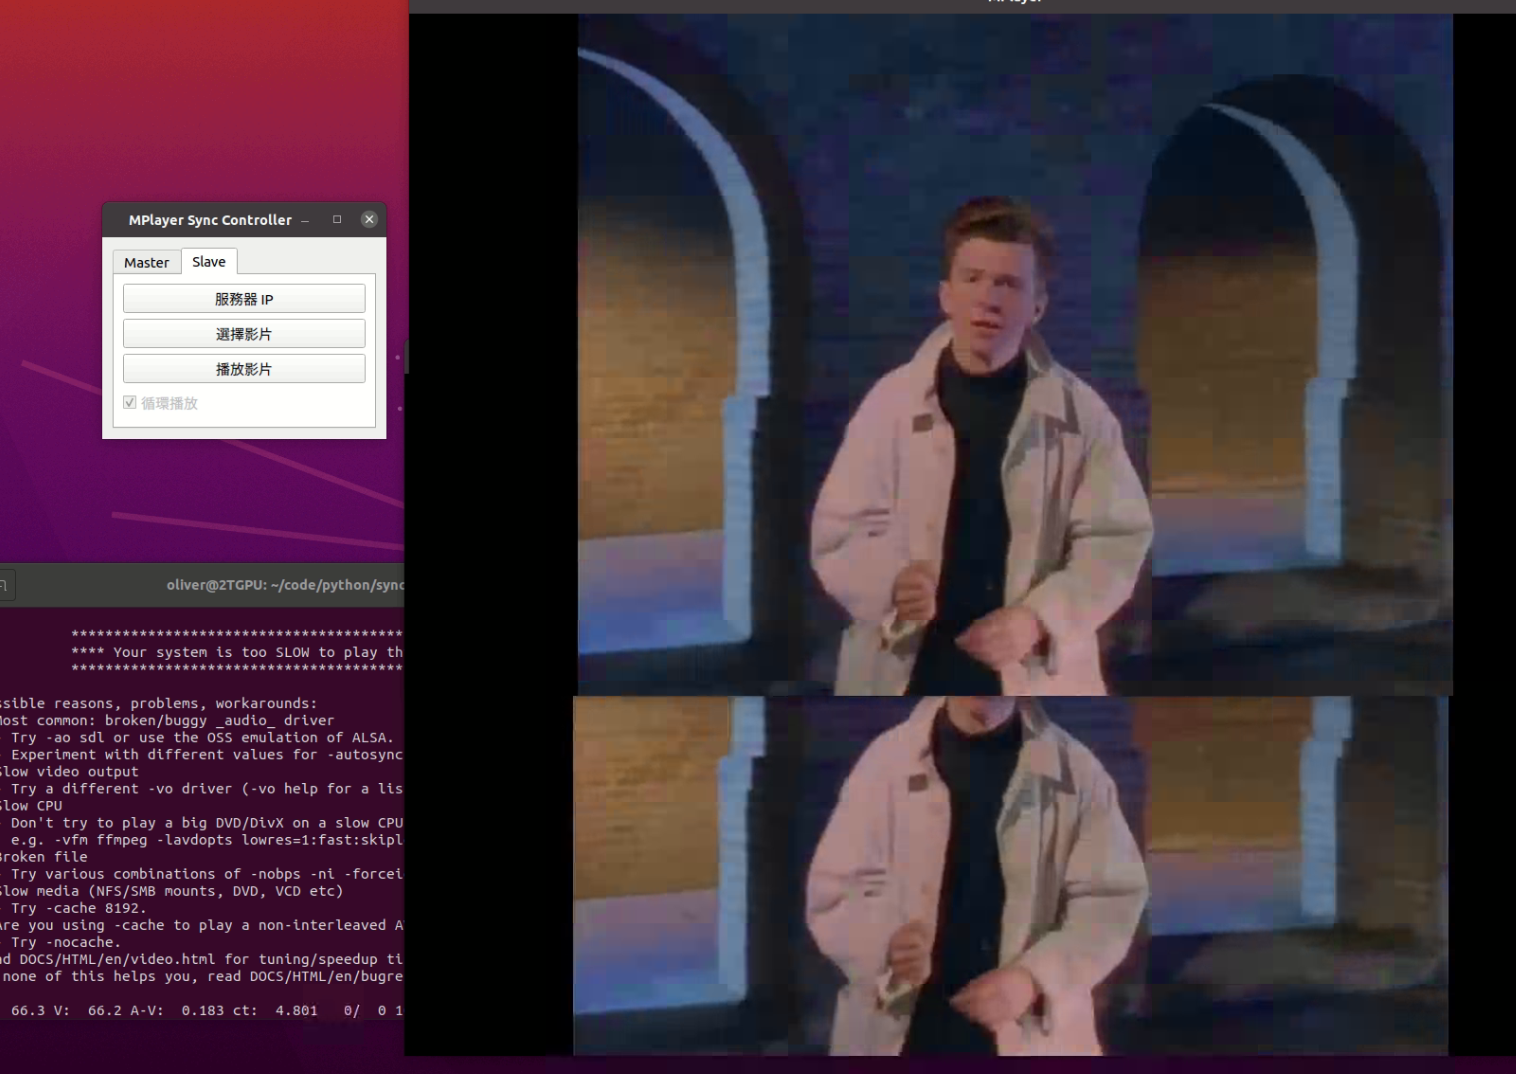 MPlayer
MPlayer Sync Controller
Master
Slave
服務器 IP
選擇影片
播放影片
循環播放
oliver@2TGPU: ~/code/python/sync
****************************************
**** Your system is too SLOW to play th
****************************************
ssible reasons, problems, workarounds:
Most common: broken/buggy _audio_ driver
- Try -ao sdl or use the OSS emulation of ALSA.
- Experiment with different values for -autosync
Slow video output
- Try a different -vo driver (-vo help for a lis
Slow CPU
- Don't try to play a big DVD/DivX on a slow CPU
e.g. -vfm ffmpeg -lavdopts lowres=1:fast:skipl
Broken file
- Try various combinations of -nobps -ni -forcei
Slow media (NFS/SMB mounts, DVD, VCD etc)
- Try -cache 8192.
Are you using -cache to play a non-interleaved A
- Try -nocache.
ad DOCS/HTML/en/video.html for tuning/speedup ti
none of this helps you, read DOCS/HTML/en/bugre
66.3 V:  66.2 A-V:  0.183 ct:  4.801   0/  0 1